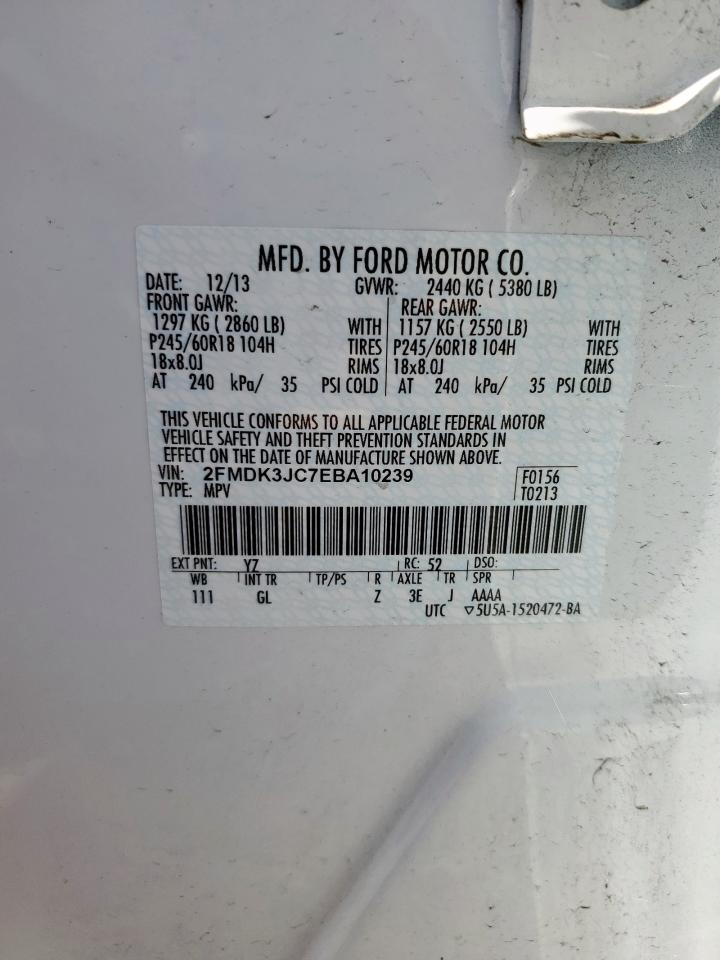 MFD. BY FORD MOTOR CO.
DATE: 12/13 GVWR: 2440 KG ( 5380 LB)
FRONT GAWR: REAR GAWR:
1297 KG ( 2860 LB) WITH 1157 KG ( 2550 LB) WITH
P245/60R18 104H TIRES P245/60R18 104H TIRES
18x8.0J RIMS 18x8.0J RIMS
AT 240 kPa/ 35 PSI COLD AT 240 kPa/ 35 PSI COLD
THIS VEHICLE CONFORMS TO ALL APPLICABLE FEDERAL MOTOR
VEHICLE SAFETY AND THEFT PREVENTION STANDARDS IN
EFFECT ON THE DATE OF MANUFACTURE SHOWN ABOVE.
VIN: 2FMDK3JC7EBA10239 F0156
TYPE: MPV T0213
EXT PNT: YZ RC: 52 DSO:
WB INT TR TP/PS R AXLE TR SPR
111 GL Z 3E J AAAA
UTC ▽5U5A-1520472-BA